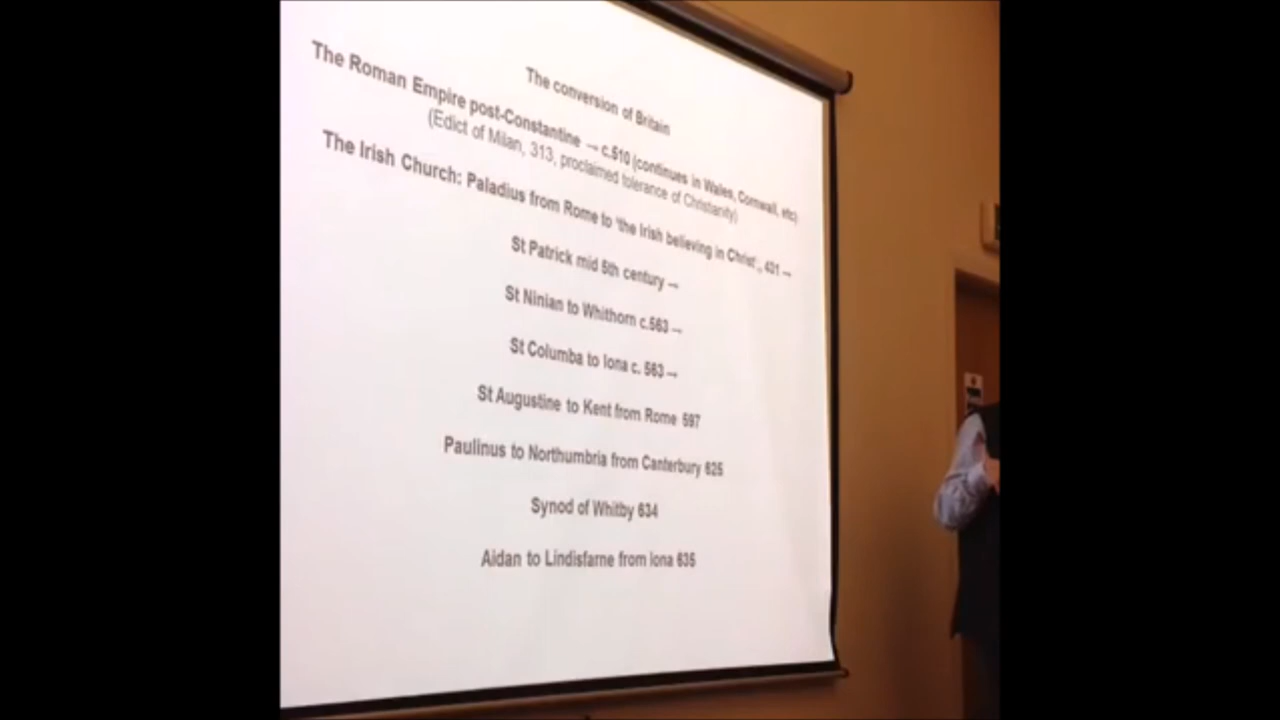 The conversion of Britain
The Roman Empire post-Constantine → c.510 (continues in Wales, Cornwall, etc)
(Edict of Milan, 313, proclaimed tolerance of Christianity)
The Irish Church: Paladius from Rome to 'the Irish believing in Christ', 431 →
St Patrick mid 5th century →
St Ninian to Whithorn c.563 →
St Columba to Iona c. 563 →
St Augustine to Kent from Rome 597
Paulinus to Northumbria from Canterbury 625
Synod of Whitby 634
Aidan to Lindisfarne from Iona 635